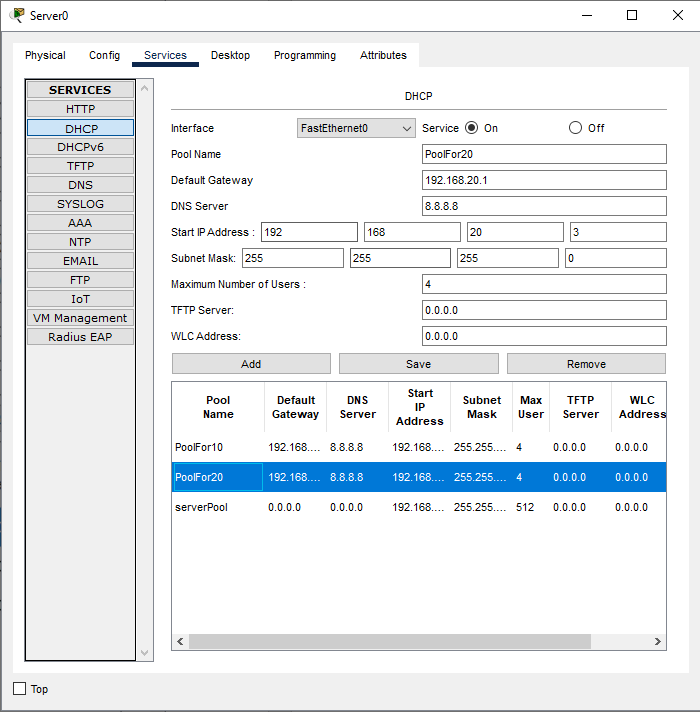 Server0
Physical Config Services Desktop Programming Attributes
SERVICES
HTTP
DHCP
DHCPv6
TFTP
DNS
SYSLOG
AAA
NTP
EMAIL
FTP
IoT
VM Management
Radius EAP
DHCP
Interface FastEthernet0 Service On Off
Pool Name PoolFor20
Default Gateway 192.168.20.1
DNS Server 8.8.8.8
Start IP Address : 192 168 20 3
Subnet Mask: 255 255 255 0
Maximum Number of Users : 4
TFTP Server: 0.0.0.0
WLC Address: 0.0.0.0
Add Save Remove
Pool Name Default Gateway DNS Server Start IP Address Subnet Mask Max User TFTP Server WLC Address
PoolFor10 192.168.... 8.8.8.8 192.168.... 255.255.... 4 0.0.0.0 0.0.0.0
PoolFor20 192.168.... 8.8.8.8 192.168.... 255.255.... 4 0.0.0.0 0.0.0.0
serverPool 0.0.0.0 0.0.0.0 192.168.... 255.255.... 512 0.0.0.0 0.0.0.0
Top